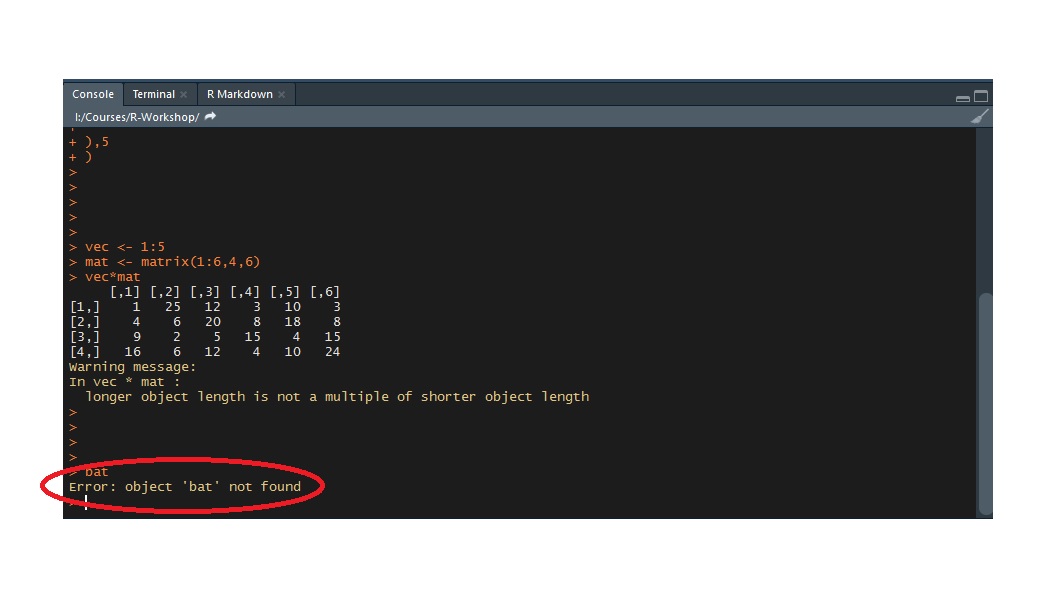 Console Terminal R Markdown
I:/Courses/R-Workshop/
+ ),5
+ )
>
>
>
>
>
> vec <- 1:5
> mat <- matrix(1:6,4,6)
> vec*mat
     [,1] [,2] [,3] [,4] [,5] [,6]
[1,]    1   25   12    3   10    3
[2,]    4    6   20    8   18    8
[3,]    9    2    5   15    4   15
[4,]   16    6   12    4   10   24
Warning message:
In vec * mat :
  longer object length is not a multiple of shorter object length
>
>
>
>
> bat
Error: object 'bat' not found
>